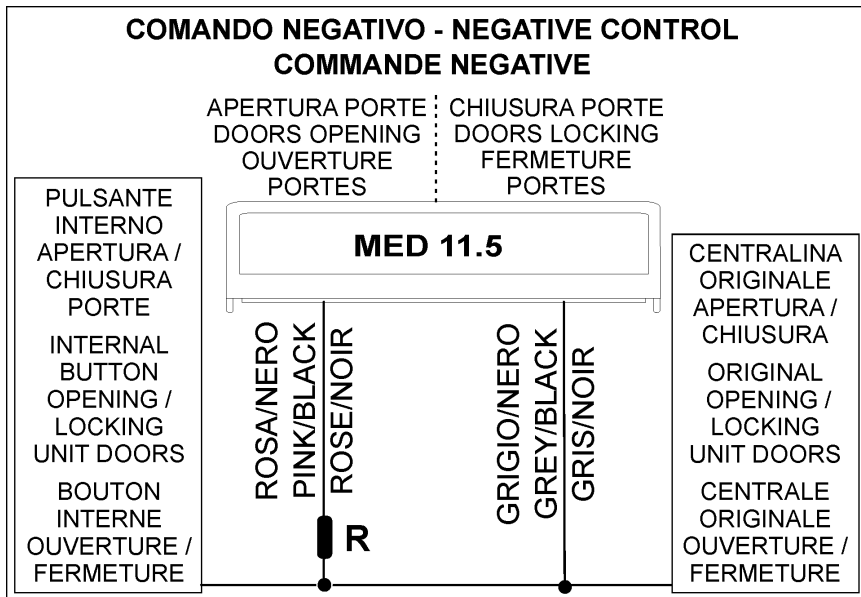 COMANDO NEGATIVO - NEGATIVE CONTROL
COMMANDE NEGATIVE
APERTURA PORTE
DOORS OPENING
OUVERTURE
PORTES
CHIUSURA PORTE
DOORS LOCKING
FERMETURE
PORTES
PULSANTE
INTERNO
APERTURA /
CHIUSURA
PORTE
INTERNAL
BUTTON
OPENING /
LOCKING
UNIT DOORS
BOUTON
INTERNE
OUVERTURE /
FERMETURE
MED 11.5
ROSA/NERO
PINK/BLACK
ROSE/NOIR
R
GRIGIO/NERO
GREY/BLACK
GRIS/NOIR
CENTRALINA
ORIGINALE
APERTURA /
CHIUSURA
ORIGINAL
OPENING /
LOCKING
UNIT DOORS
CENTRALE
ORIGINALE
OUVERTURE /
FERMETURE